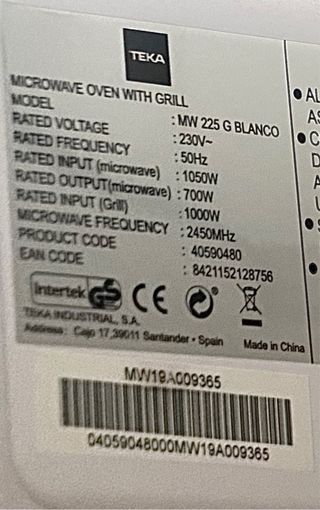 TEKA
MICROWAVE OVEN WITH GRILL
MODEL : MW 225 G BLANCO
RATED VOLTAGE : 230V~
RATED FREQUENCY : 50Hz
RATED INPUT (microwave) : 1050W
RATED OUTPUT(microwave) : 700W
RATED INPUT (Grill) : 1000W
MICROWAVE FREQUENCY : 2450MHz
PRODUCT CODE : 40590480
EAN CODE : 8421152128756
Intertek GS CE
TEKA INDUSTRIAL, S.A.
Address: Cajo 17,39011 Santander • Spain Made in China
MW19A009365
04059048000MW19A009365